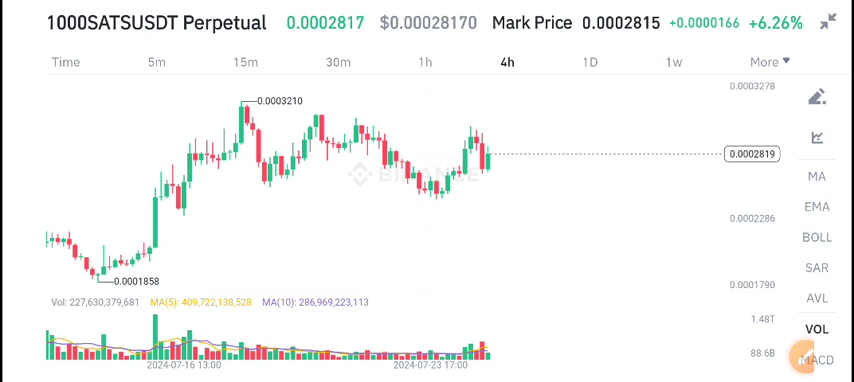 1000SATSUSDT Perpetual 0.0002817 $0.00028170 Mark Price 0.0002815 +0.0000166 +6.26%
Time 5m 15m 30m 1h 4h 1D 1w More
0.0003278
0.0003210
0.0002819
BINANCE
MA
EMA
0.0002286
BOLL
SAR
0.0001858
0.0001790
AVL
Vol: 227,630,379,681 MA(5): 409,722,138,528 MA(10): 286,969,223,113
1.48T
VOL
88.6B
MACD
2024-07-16 13:00 2024-07-23 17:00